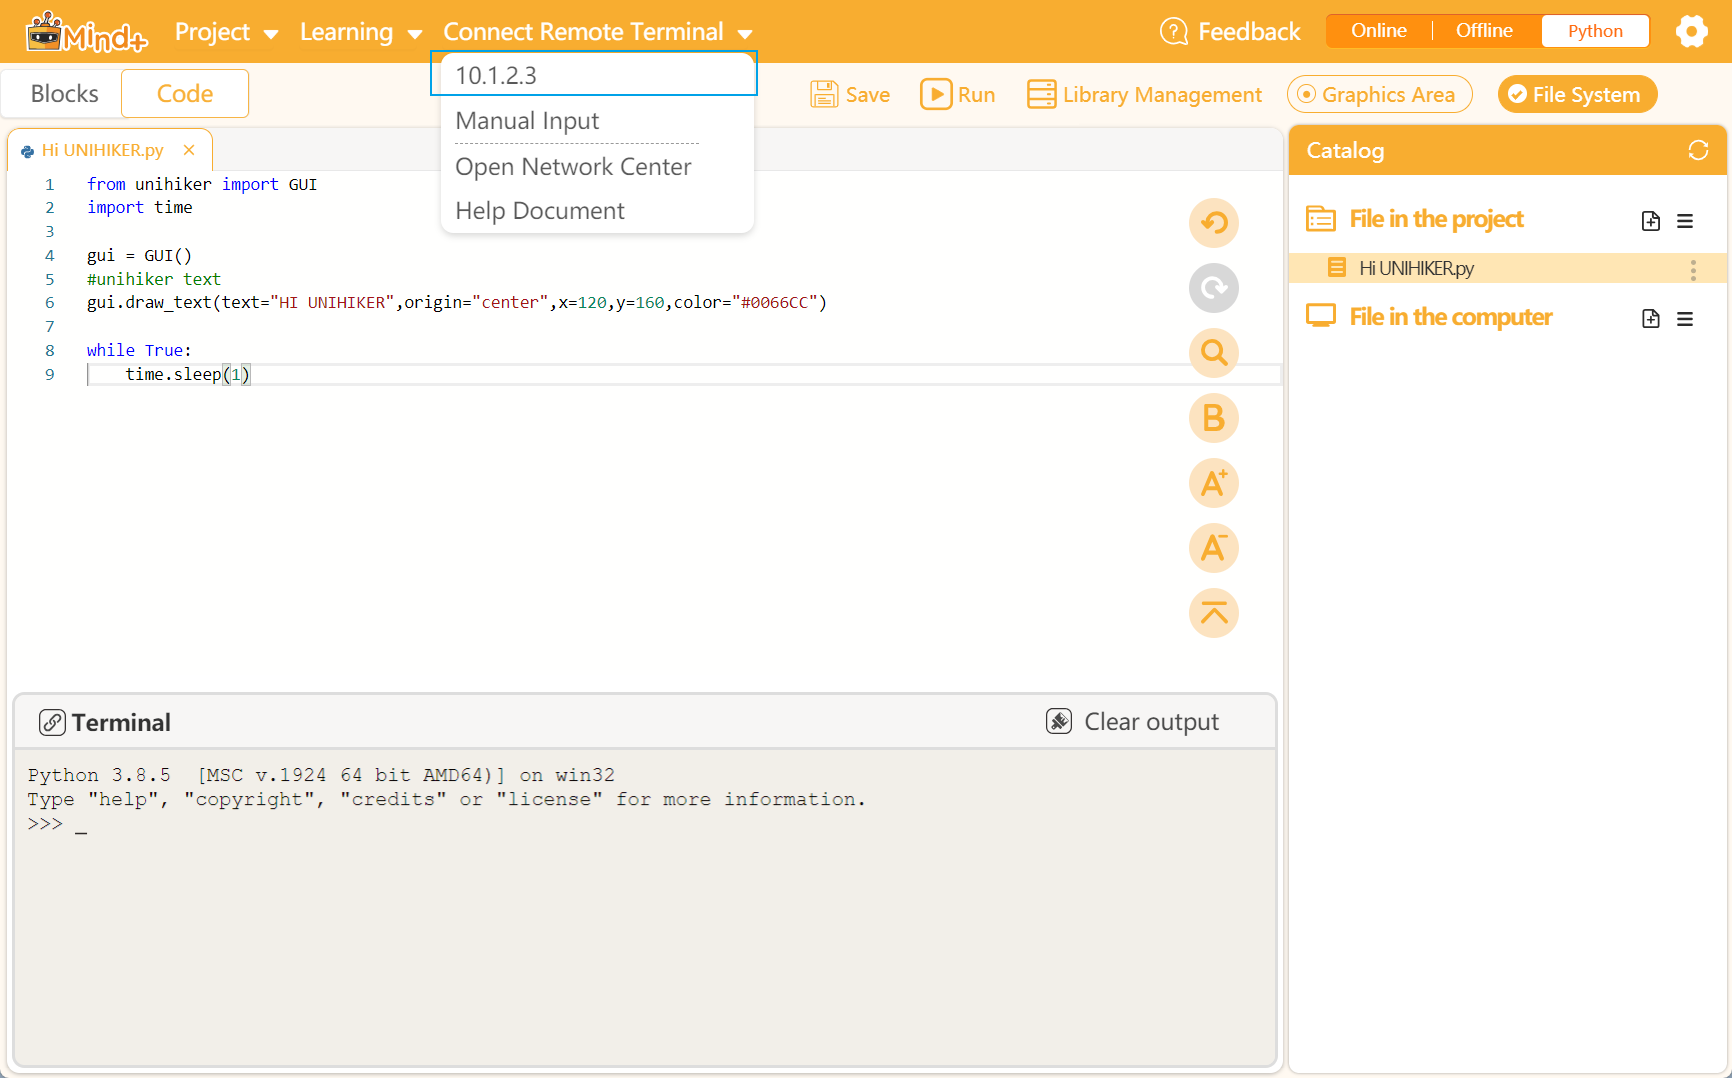 Mind+
Project
Learning
Connect Remote Terminal
Feedback
Online
Offline
Python
Blocks
Code
10.1.2.3
Manual Input
Open Network Center
Help Document
Save
Run
Library Management
Graphics Area
File System
Hi UNIHIKER.py
1 from unihiker import GUI
2 import time
3
4 gui = GUI()
5 #unihiker text
6 gui.draw_text(text="HI UNIHIKER",origin="center",x=120,y=160,color="#0066CC")
7
8 while True:
9 time.sleep(1)
B
A+
A-
Terminal
Clear output
Python 3.8.5  [MSC v.1924 64 bit AMD64)] on win32
Type "help", "copyright", "credits" or "license" for more information.
>>> _
Catalog
File in the project
Hi UNIHIKER.py
File in the computer